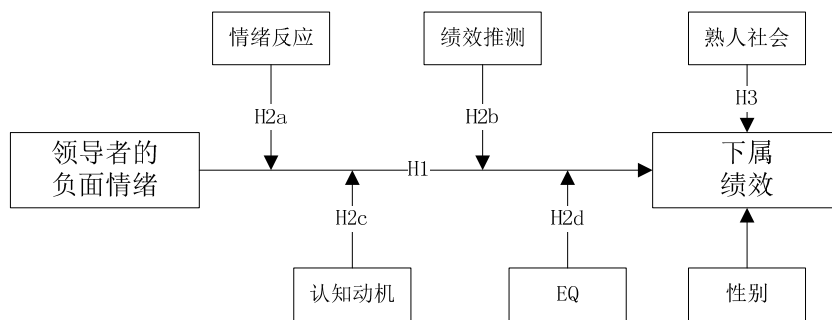 情绪反应
绩效推测
熟人社会
H2a
H2b
H3
领导者的
负面情绪
H1
下属
绩效
H2c
H2d
认知动机
EQ
性别